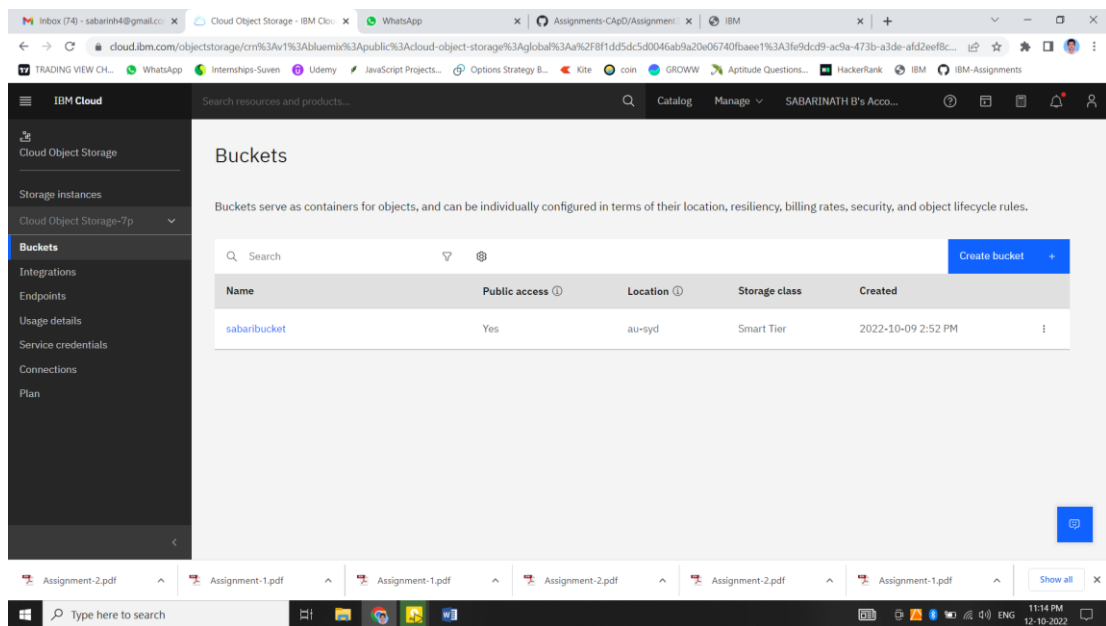 Inbox (74) - sabarinh4@gmail.co
Cloud Object Storage - IBM Clou
WhatsApp
Assignments-CApD/Assignment
IBM
cloud.ibm.com/objectstorage/crn%3Av1%3Abluemix%3Apublic%3Acloud-object-storage%3Aglobal%3Aa%2F8f1dd5dc5d0046ab9a20e06740fbaee1%3A3fe9dcd9-ac9a-473b-a3de-afd2eef8c...
TRADING VIEW CH... WhatsApp Internships-Suven Udemy JavaScript Projects... Options Strategy B... Kite coin GROWW Aptitude Questions... HackerRank IBM IBM-Assignments
IBM Cloud
Search resources and products...
Catalog Manage SABARINATH B's Acco...
Cloud Object Storage
Storage instances
Cloud Object Storage-7p
Buckets
Integrations
Endpoints
Usage details
Service credentials
Connections
Plan
Buckets
Buckets serve as containers for objects, and can be individually configured in terms of their location, resiliency, billing rates, security, and object lifecycle rules.
Search
Create bucket +
Name Public access Location Storage class Created
sabaribucket Yes au-syd Smart Tier 2022-10-09 2:52 PM
Assignment-2.pdf Assignment-1.pdf Assignment-1.pdf Assignment-2.pdf Assignment-2.pdf Assignment-1.pdf Show all
Type here to search
ENG
11:14 PM
12-10-2022